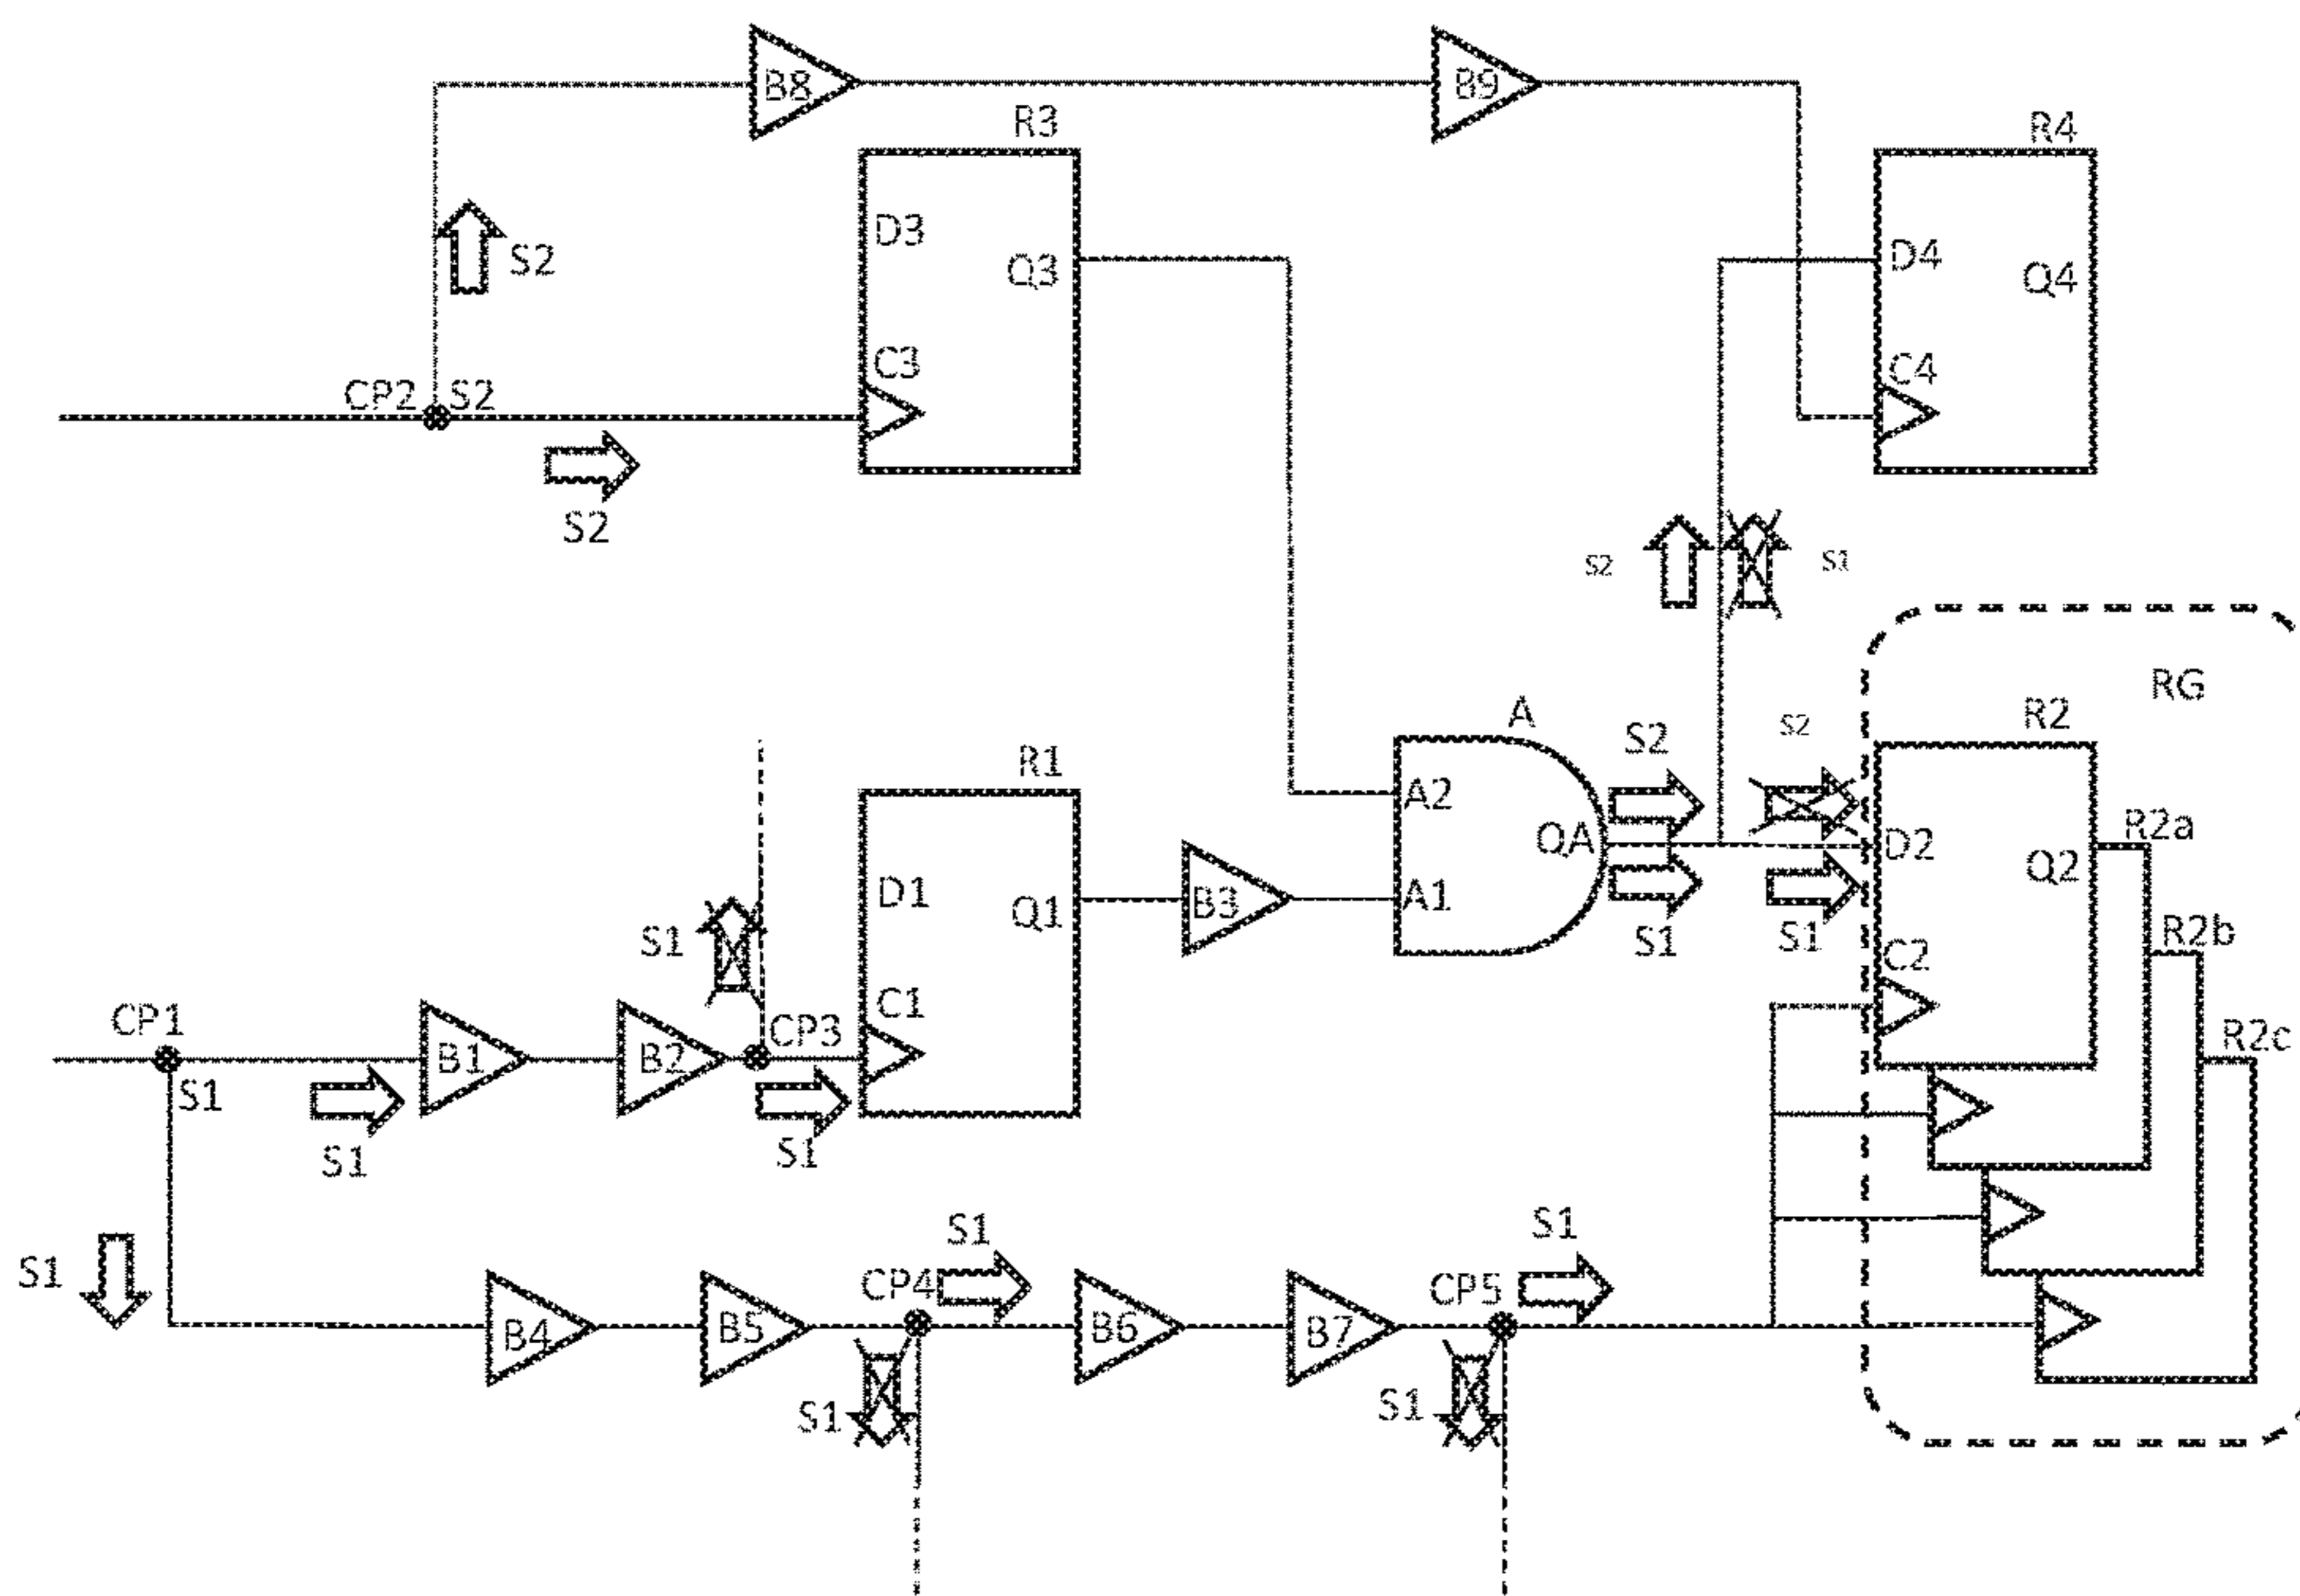 B8
B9
R3
R4
D3
Q3
C3
D4
Q4
C4
S2
CP2 S2
S2
S2
S1
RG
R2
A
S2
S2
R1
A2
A1
QA
D2
Q2
R2a
R2b
R2c
D1
Q1
B3
S1
S1
S1
C2
C1
CP1
S1
B1
B2
CP3
S1
S1
S1
B4
B5
CP4
S1
B6
B7
CP5
S1
S1
S1